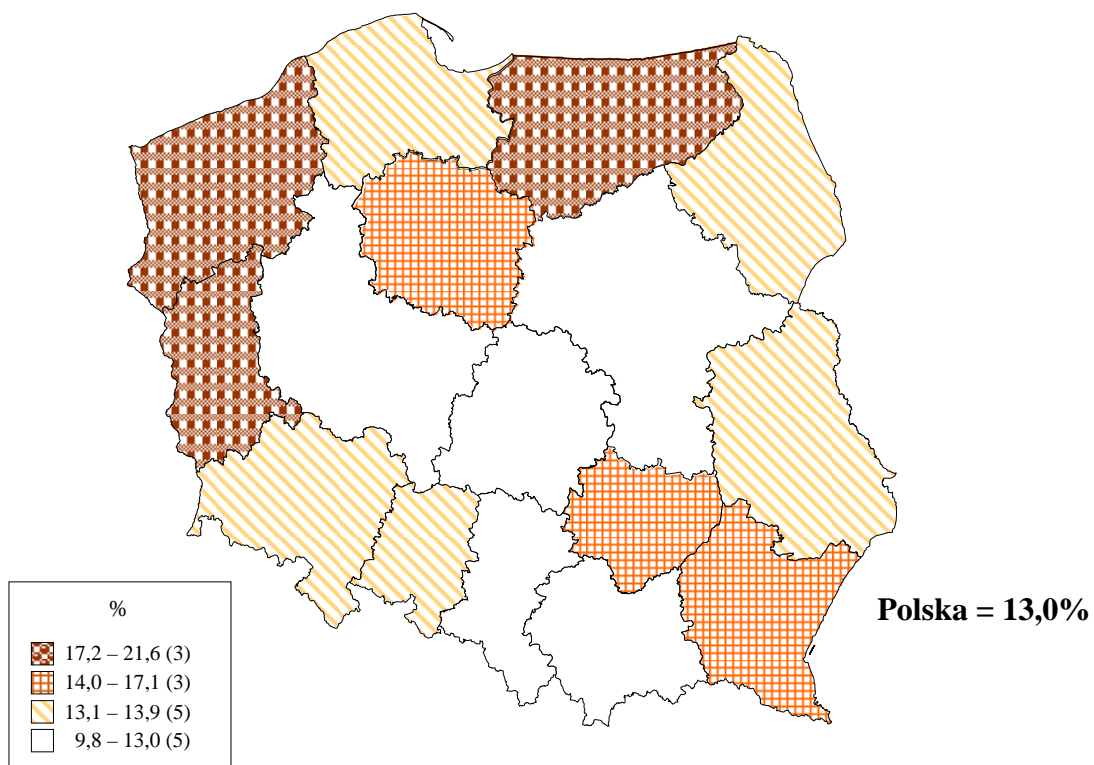 Polska = 13,0%
%
17,2 – 21,6 (3)
14,0 – 17,1 (3)
13,1 – 13,9 (5)
9,8 – 13,0 (5)